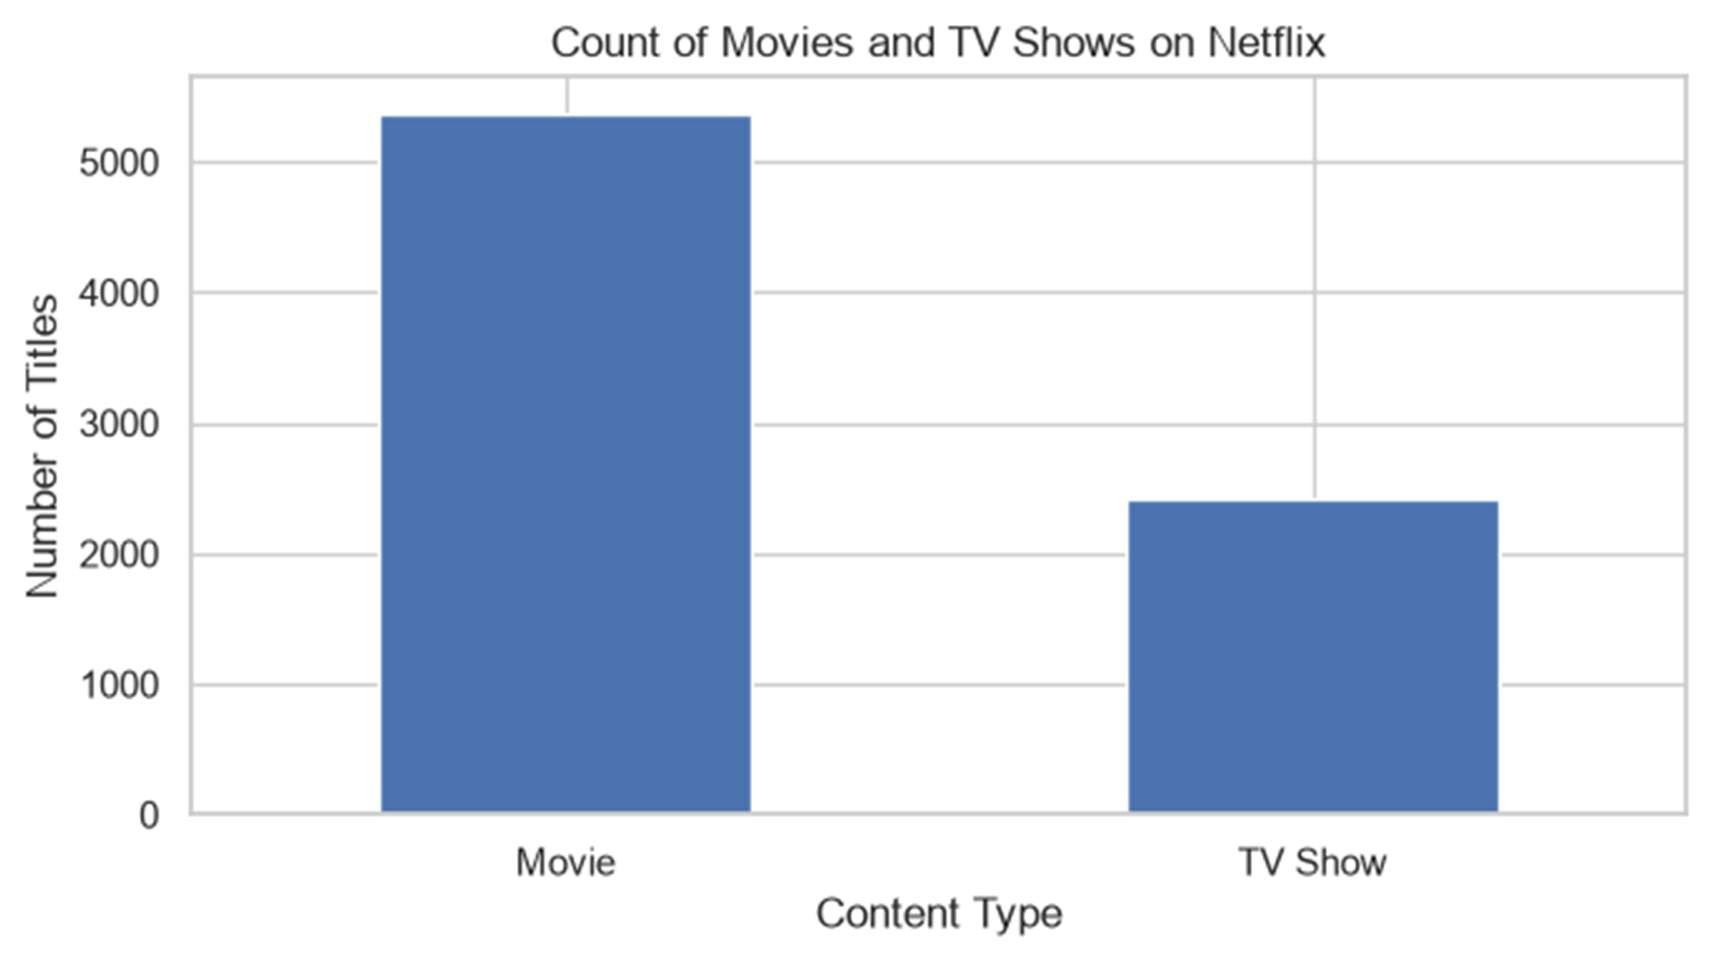 Count of Movies and TV Shows on Netflix
Number of Titles
5000
4000
3000
2000
1000
0
Movie
TV Show
Content Type